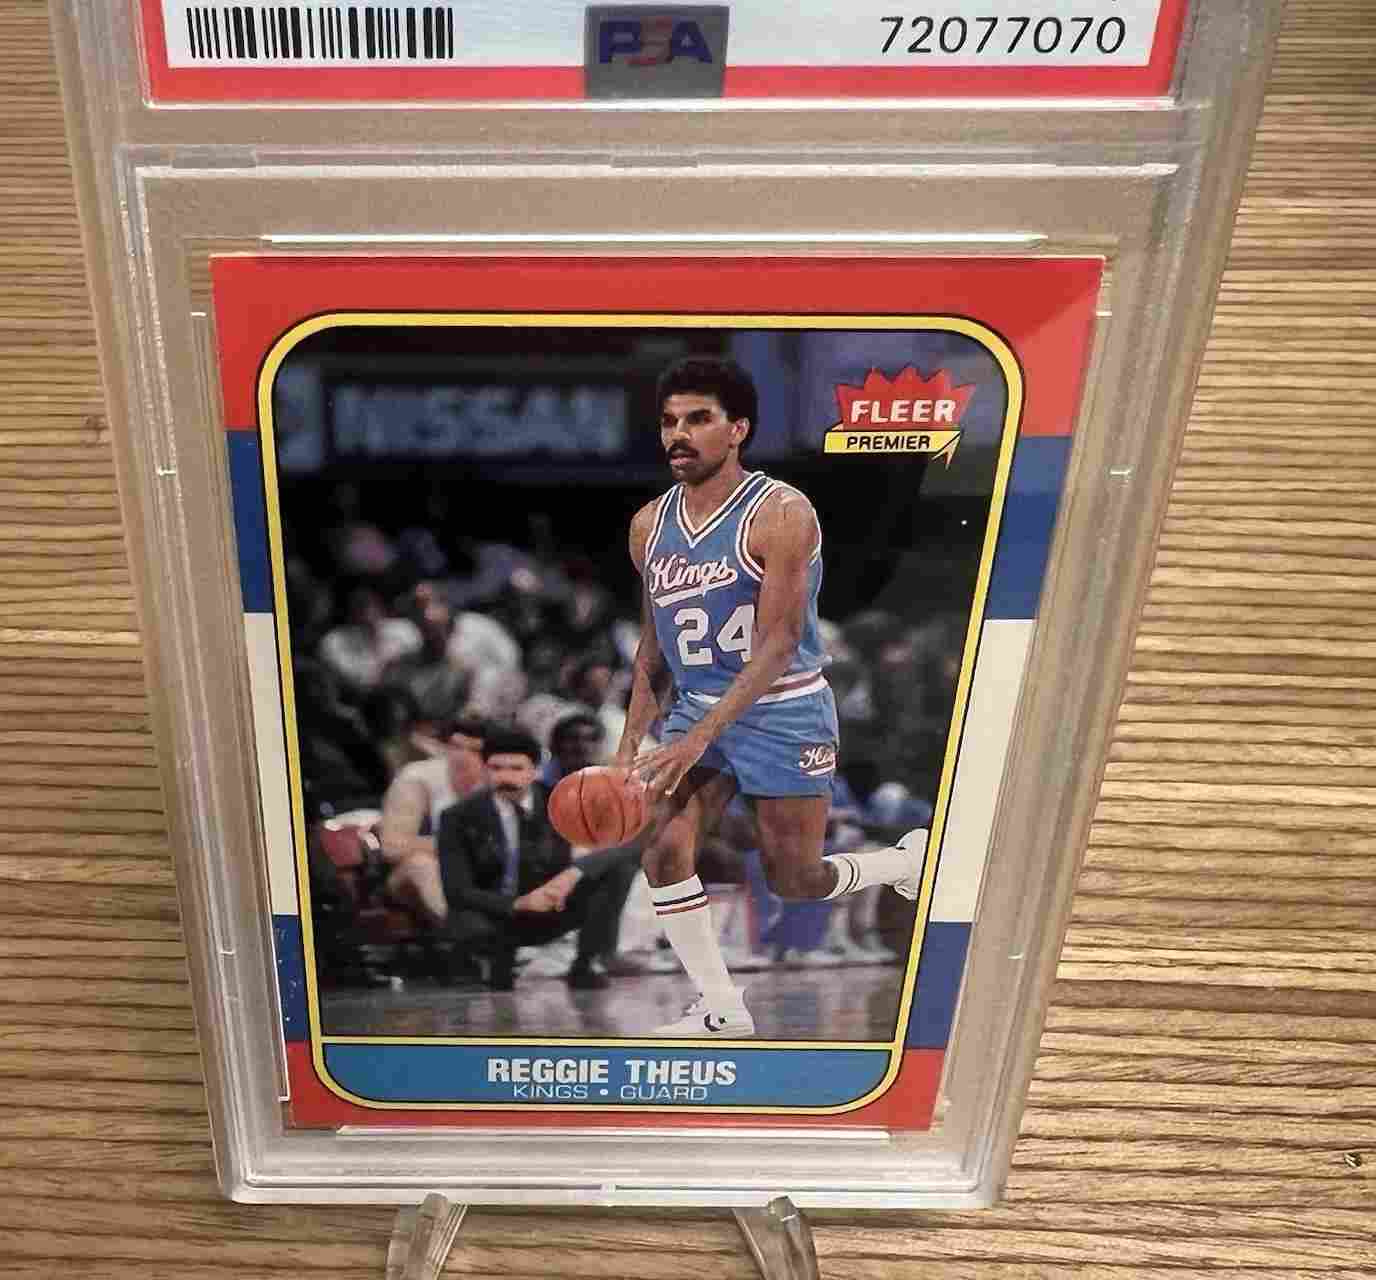 PSA
72077070
NISSAN
FLEER
PREMIER
Kings
24
REGGIE THEUS
KINGS • GUARD